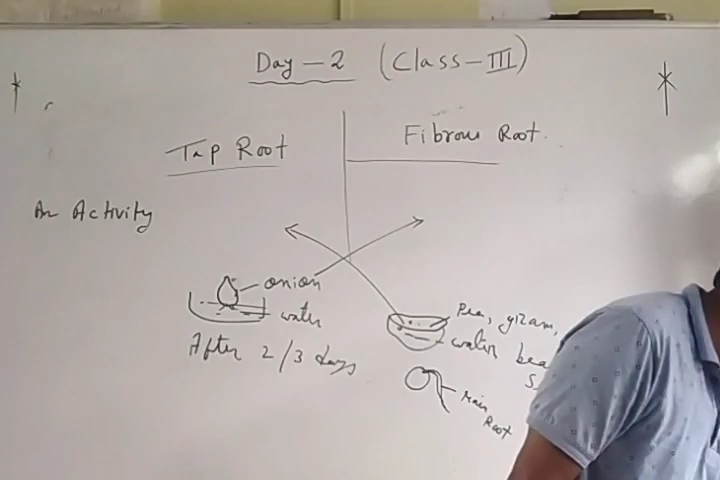 Day - 2 (Class - III)
Tap Root
Fibrous Root.
An Activity
onion
water
After 2/3 days
Pea, gram,
water bea
S
Main
Root